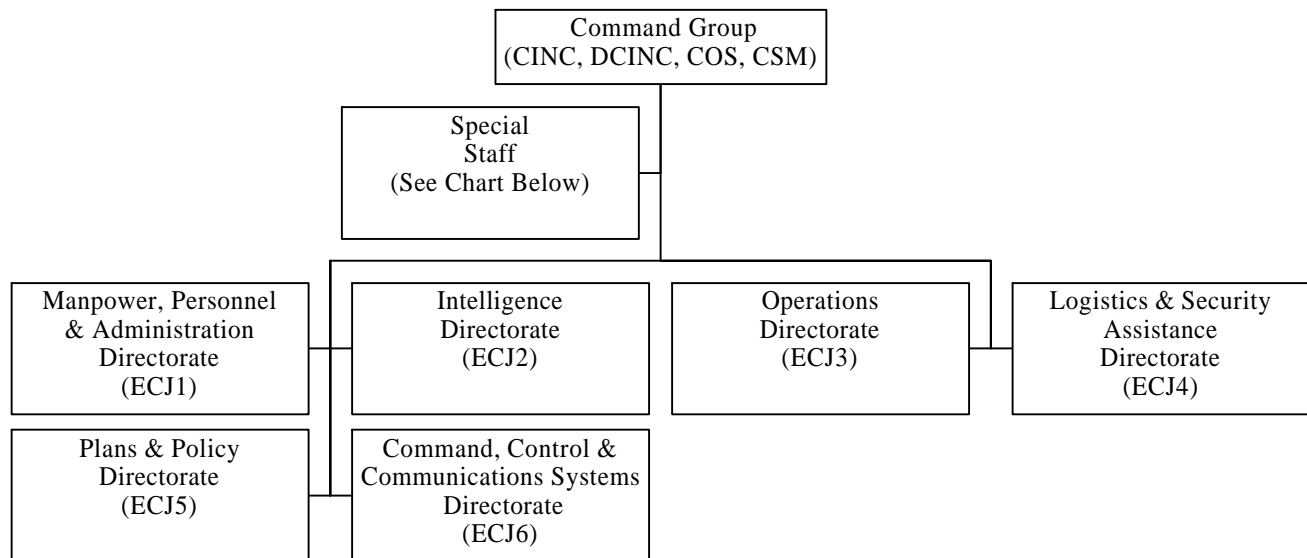 Command Group
(CINC, DCINC, COS, CSM)
Special
Staff
(See Chart Below)
Manpower, Personnel
& Administration
Directorate
(ECJ1)
Intelligence
Directorate
(ECJ2)
Operations
Directorate
(ECJ3)
Logistics & Security
Assistance
Directorate
(ECJ4)
Plans & Policy
Directorate
(ECJ5)
Command, Control &
Communications Systems
Directorate
(ECJ6)